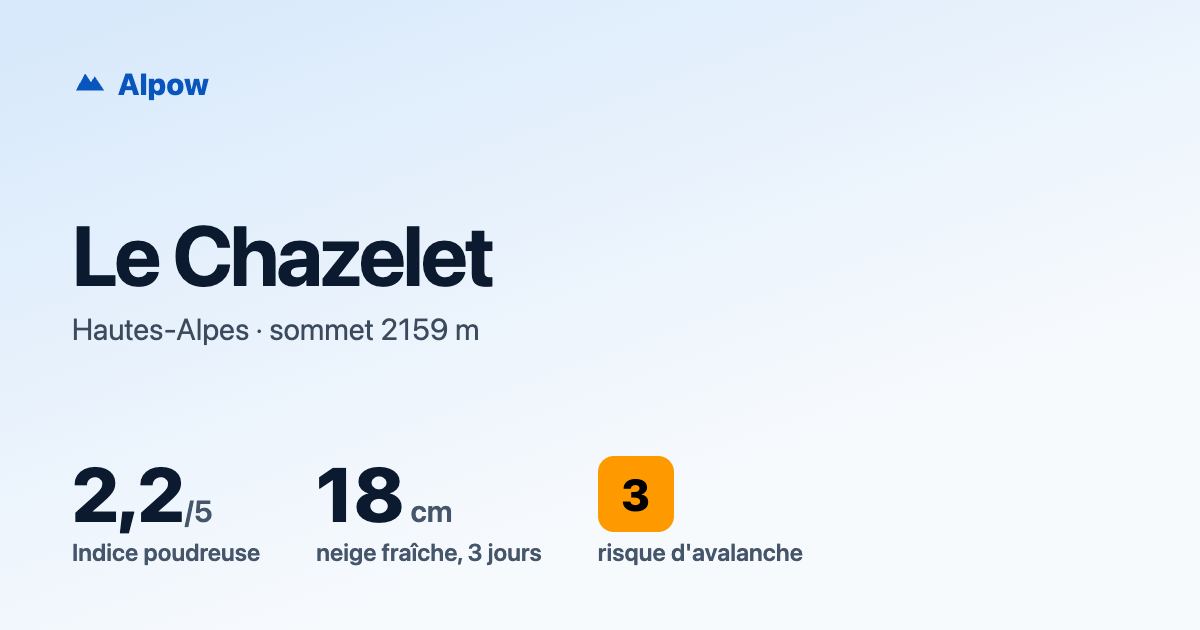 Alpow
Le Chazelet
Hautes-Alpes · sommet 2159 m
2,2/5
Indice poudreuse
18 cm
neige fraîche, 3 jours
3
risque d'avalanche